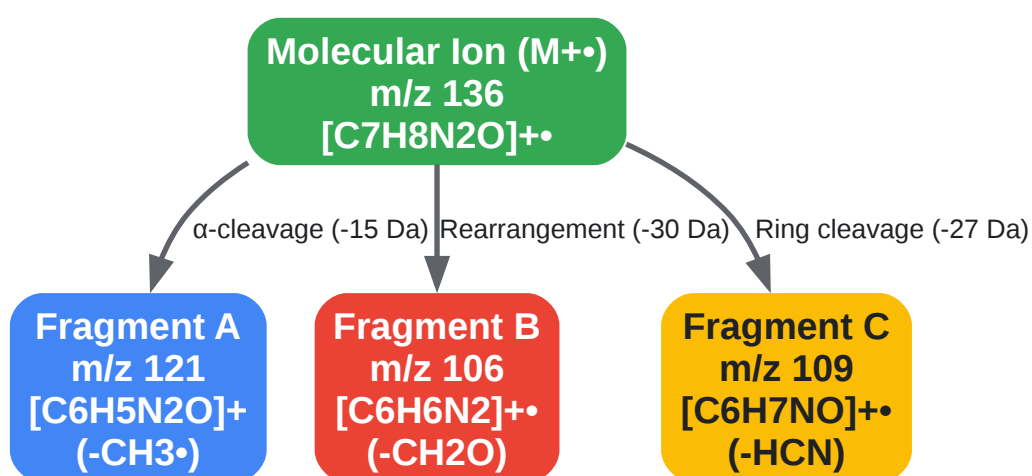 Molecular Ion (M+•)
m/z 136
[C7H8N2O]+•
α-cleavage (-15 Da)
Rearrangement (-30 Da)
Ring cleavage (-27 Da)
Fragment A
m/z 121
[C6H5N2O]+
(-CH3•)
Fragment B
m/z 106
[C6H6N2]+•
(-CH2O)
Fragment C
m/z 109
[C6H7NO]+•
(-HCN)